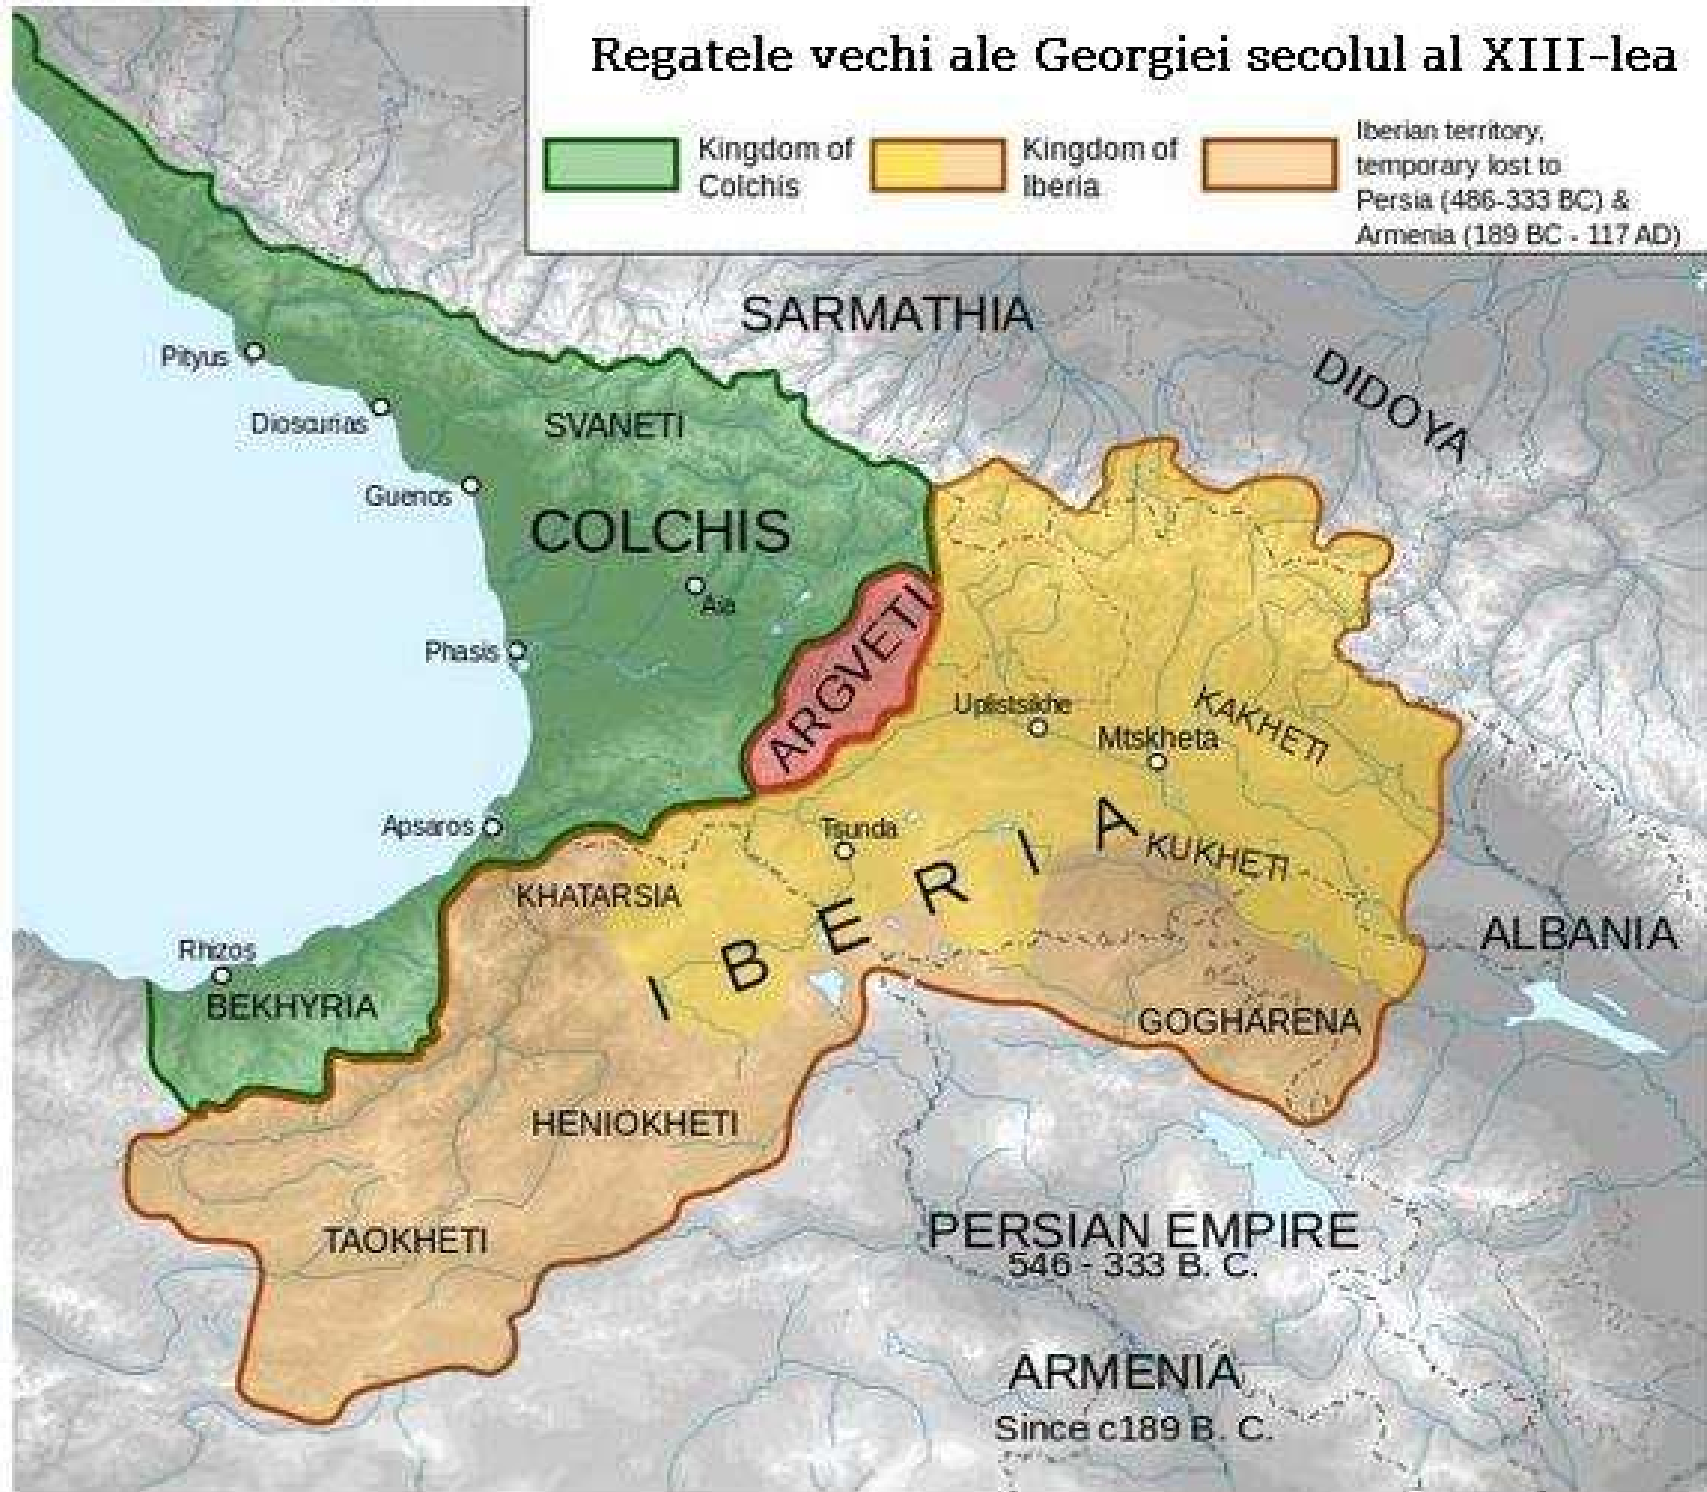 Regatele vechi ale Georgiei secolul al XIII-lea
Kingdom of
Colchis
Kingdom of
Iberia
Iberian territory,
temporary lost to
Persia (486-333 BC) &
Armenia (189 BC - 117 AD)
SARMATHIA
DIDOYA
Pityus
Dioscurias
SVANETI
Guenos
COLCHIS
Aia
ARGVETI
Phasis
Uplistsikhe
KAKHETI
Mtskheta
Apsaros
Tsunda
KUKHETI
KHATARSIA
IBERIA
ALBANIA
Rhizos
BEKHYRIA
GOGHARENA
HENIOKHETI
TAOKHETI
PERSIAN EMPIRE
546 - 333 B. C.
ARMENIA
Since c189 B. C.